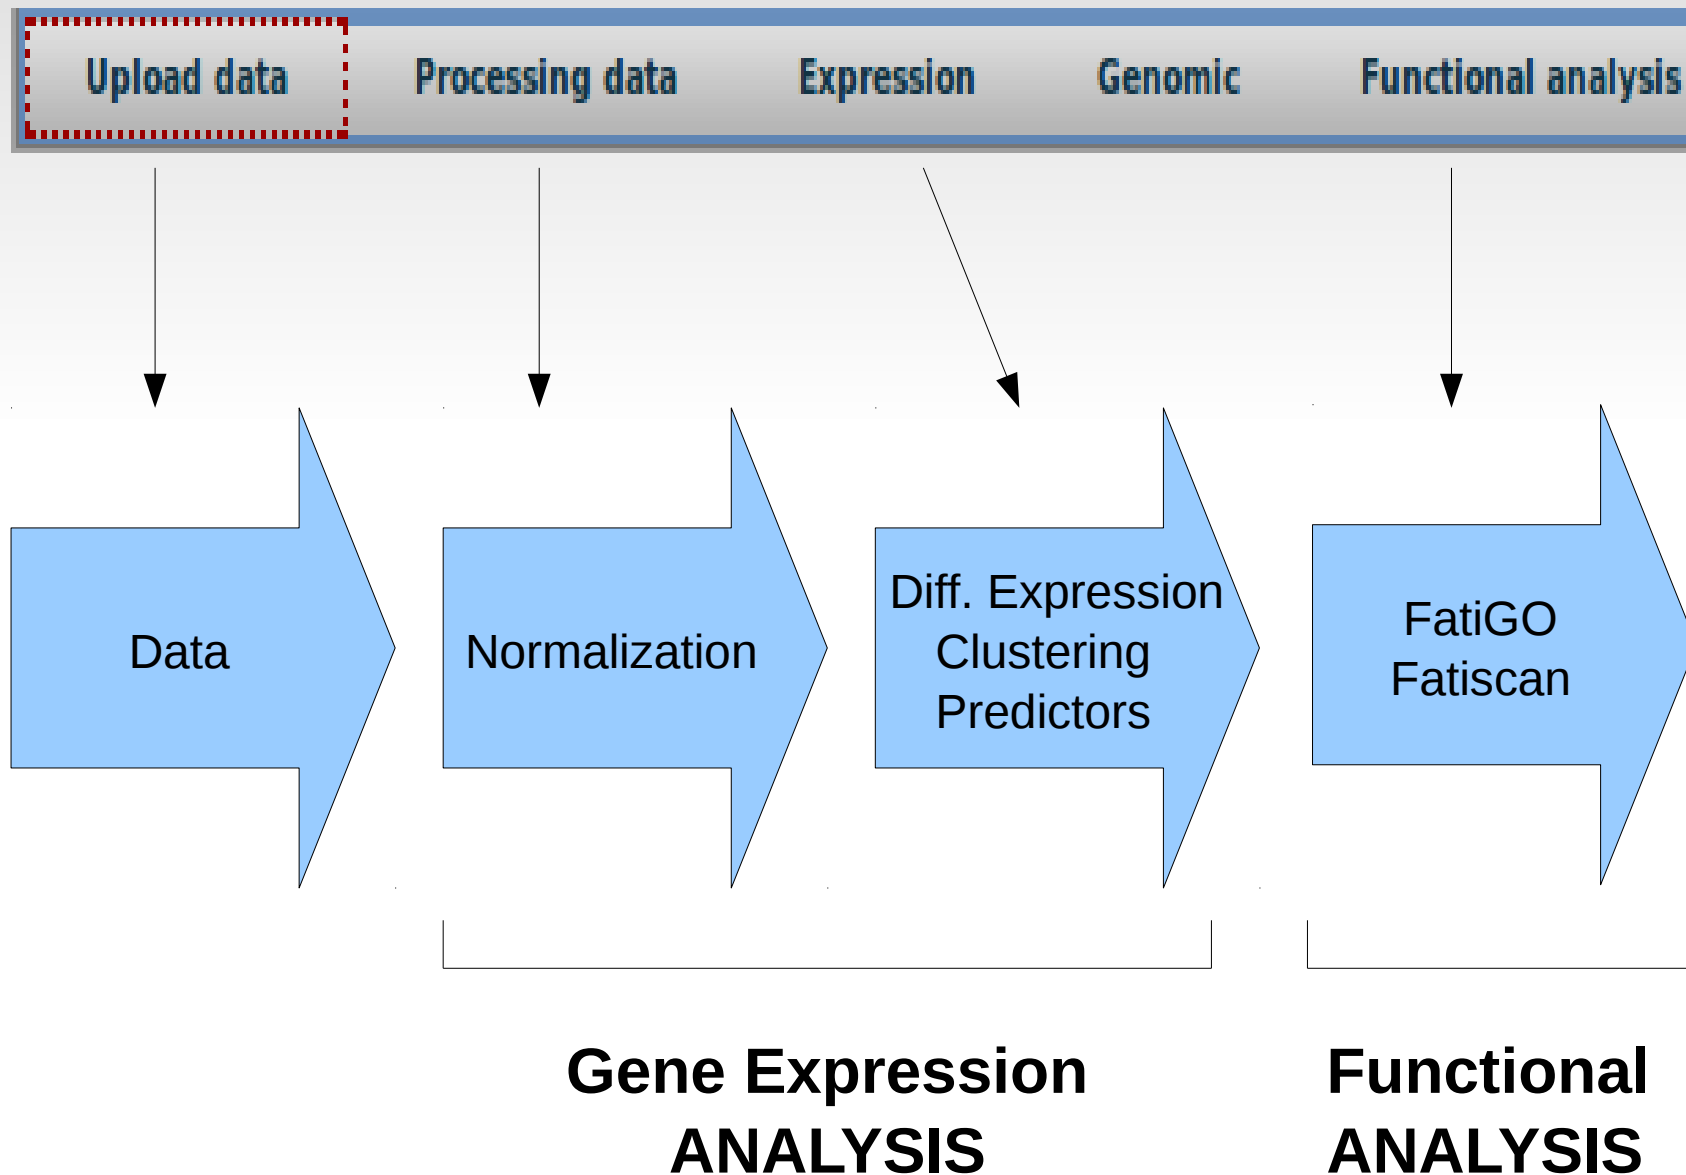 Upload data Processing data Expression Genomic Functional analysis
Data
Normalization
Diff. Expression
Clustering
Predictors
FatiGO
Fatiscan
Gene Expression
ANALYSIS
Functional
ANALYSIS